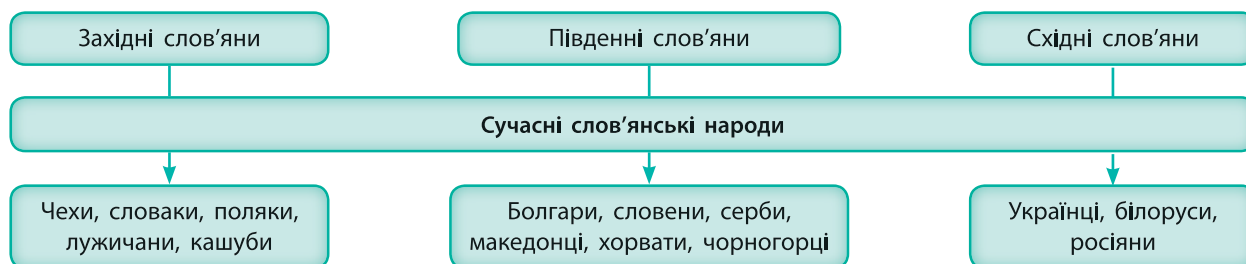 Західні слов’яни
Південні слов’яни
Східні слов’яни
Сучасні слов’янські народи
Чехи, словаки, поляки,
лужичани, кашуби
Болгари, словени, серби,
македонці, хорвати, чорногорці
Українці, білоруси,
росіяни